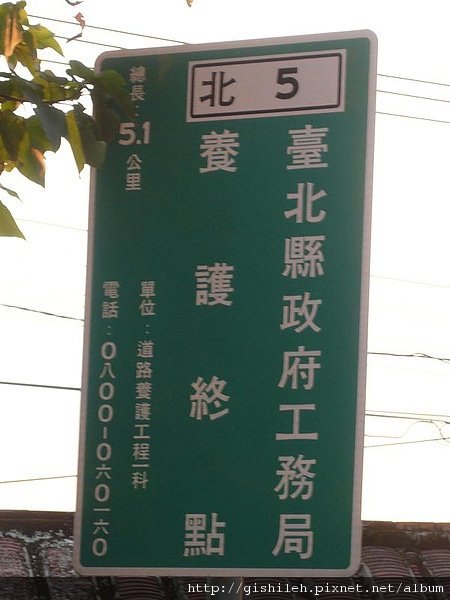 北 5
臺北縣政府工務局
養護終點
單位：道路養護工程一科
電話：０八００－０六０一六０
總長：5.1公里
http://gishileh.pixnet.net/album